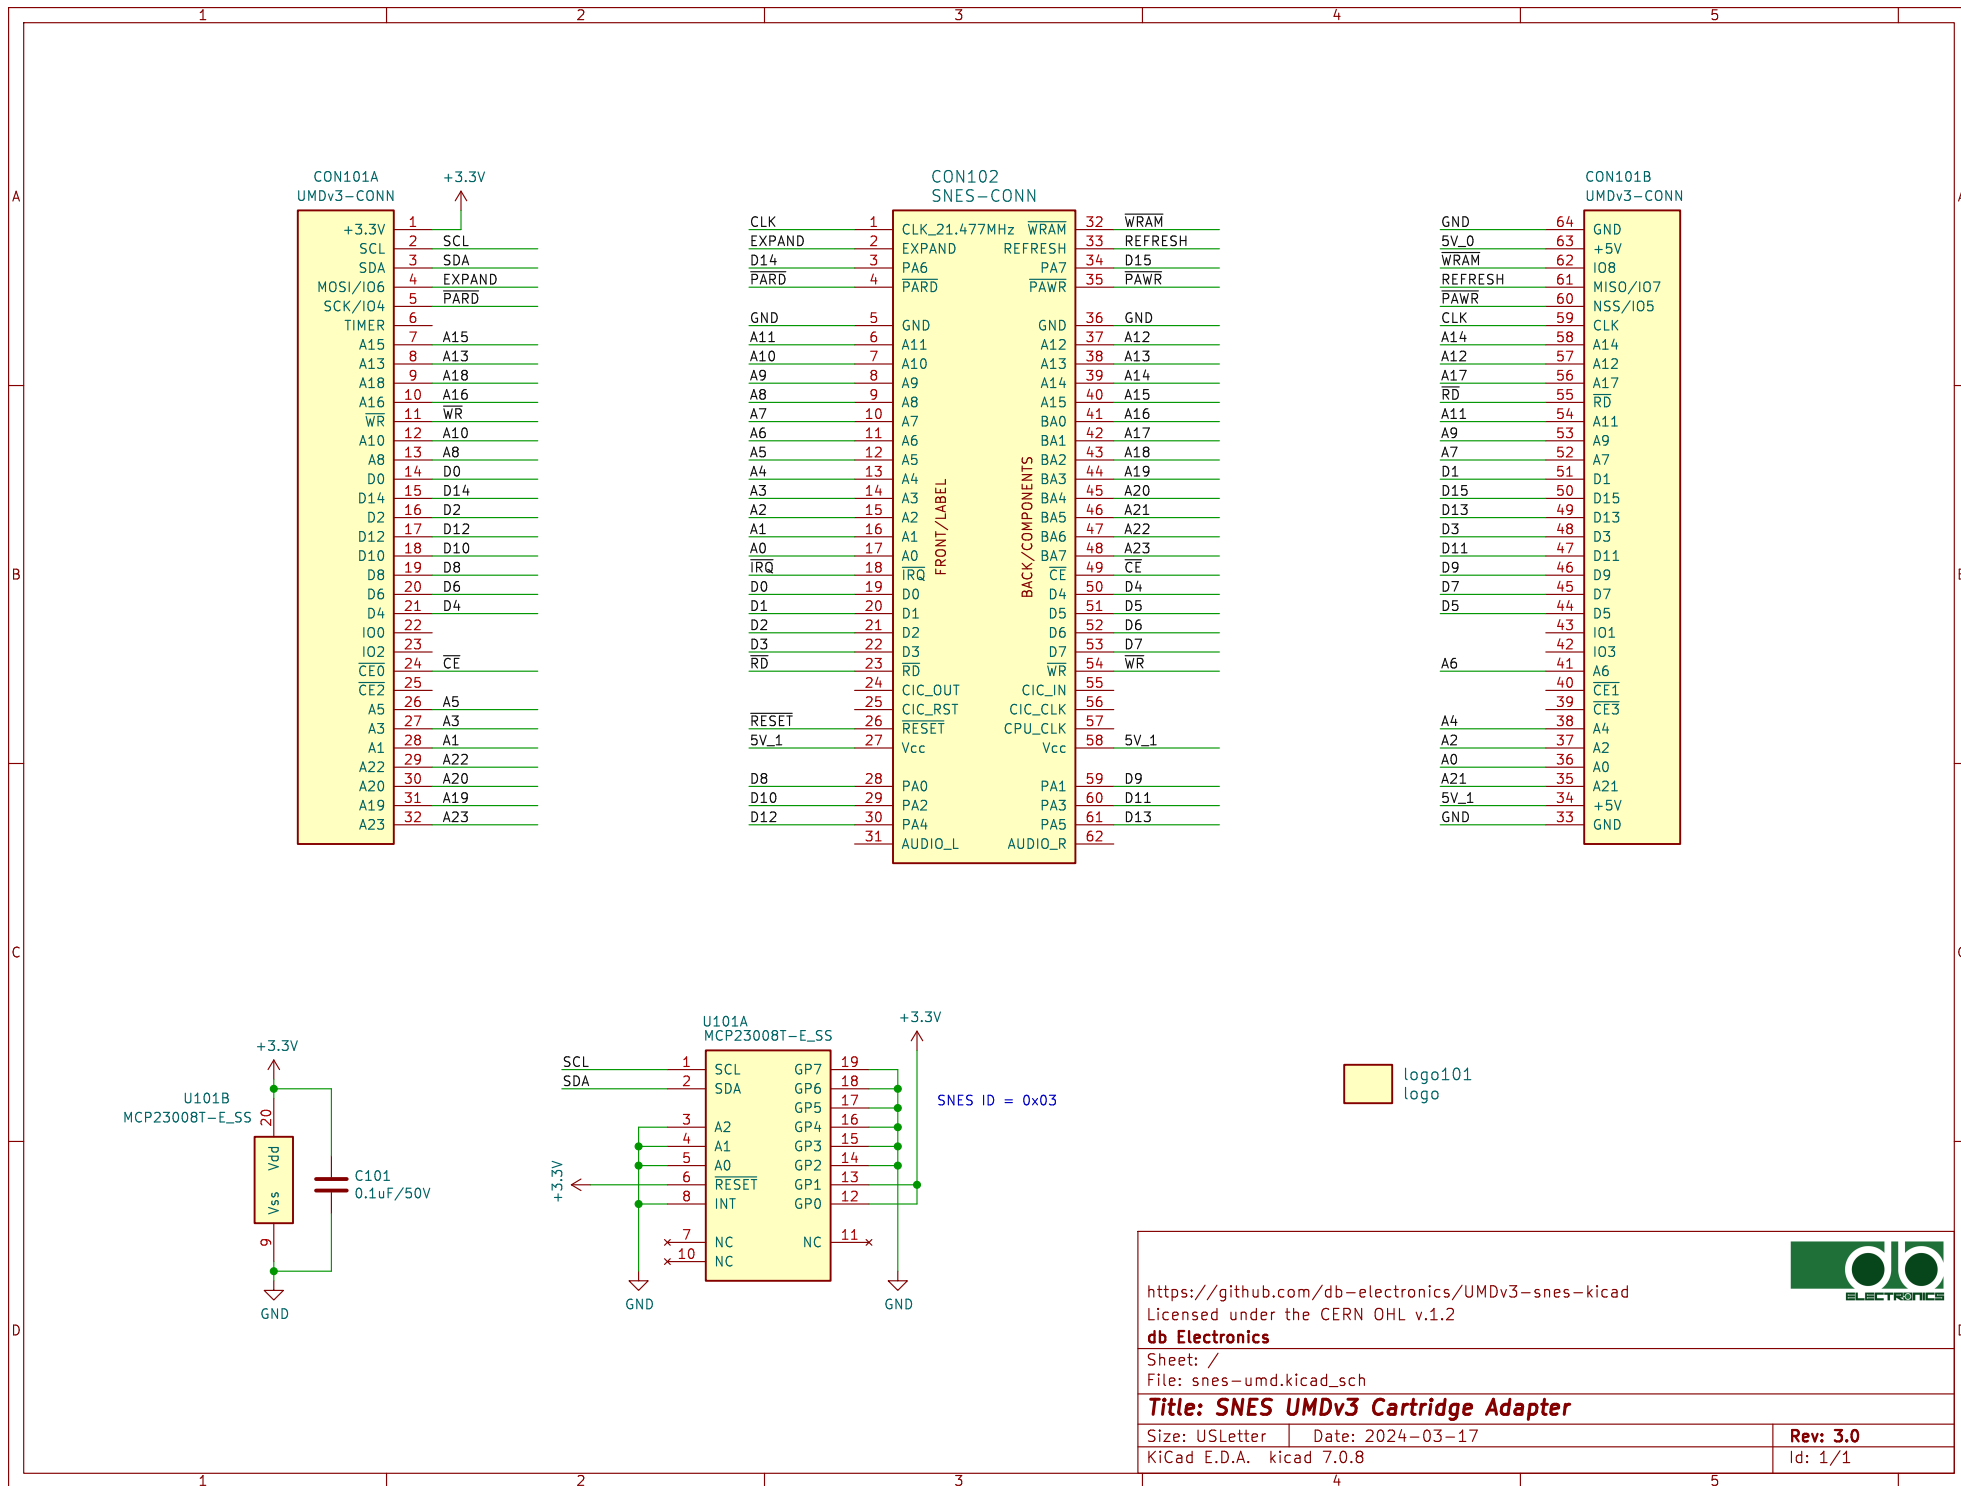 1 2 3 4 5
CON101A
UMDv3-CONN
+3.3V
+3.3V 1
SCL 2 SCL
SDA 3 SDA
MOSI/IO6 4 EXPAND
SCK/IO4 5 PARD
TIMER 6
A15 7 A15
A13 8 A13
A18 9 A18
A16 10 A16
WR 11 WR
A10 12 A10
A8 13 A8
D0 14 D0
D14 15 D14
D2 16 D2
D12 17 D12
D10 18 D10
D8 19 D8
D6 20 D6
D4 21 D4
IO0 22
IO2 23
CE0 24 CE
CE2 25
A5 26 A5
A3 27 A3
A1 28 A1
A22 29 A22
A20 30 A20
A19 31 A19
A23 32 A23
CON102
SNES-CONN
CLK 1 CLK_21.477MHz WRAM 32 WRAM
EXPAND 2 EXPAND REFRESH 33 REFRESH
D14 3 PA6 PA7 34 D15
PARD 4 PARD PAWR 35 PAWR
GND 5 GND GND 36 GND
A11 6 A11 A12 37 A12
A10 7 A10 A13 38 A13
A9 8 A9 A14 39 A14
A8 9 A8 A15 40 A15
A7 10 A7 BA0 41 A16
A6 11 A6 BA1 42 A17
A5 12 A5 BA2 43 A18
A4 13 A4 BA3 44 A19
A3 14 A3 BA4 45 A20
A2 15 A2 BA5 46 A21
A1 16 A1 BA6 47 A22
A0 17 A0 BA7 48 A23
IRQ 18 IRQ CE 49 CE
D0 19 D0 D4 50 D4
D1 20 D1 D5 51 D5
D2 21 D2 D6 52 D6
D3 22 D3 D7 53 D7
RD 23 RD WR 54 WR
24 CIC_OUT CIC_IN 55
25 CIC_RST CIC_CLK 56
RESET 26 RESET CPU_CLK 57
5V_1 27 Vcc Vcc 58 5V_1
D8 28 PA0 PA1 59 D9
D10 29 PA2 PA3 60 D11
D12 30 PA4 PA5 61 D13
31 AUDIO_L AUDIO_R 62
FRONT/LABEL
BACK/COMPONENTS
CON101B
UMDv3-CONN
GND 64 GND
5V_0 63 +5V
WRAM 62 IO8
REFRESH 61 MISO/IO7
PAWR 60 NSS/IO5
CLK 59 CLK
A14 58 A14
A12 57 A12
A17 56 A17
RD 55 RD
A11 54 A11
A9 53 A9
A7 52 A7
D1 51 D1
D15 50 D15
D13 49 D13
D3 48 D3
D11 47 D11
D9 46 D9
D7 45 D7
D5 44 D5
43 IO1
42 IO3
A6 41 A6
40 CE1
39 CE3
A4 38 A4
A2 37 A2
A0 36 A0
A21 35 A21
5V_1 34 +5V
GND 33 GND
+3.3V
U101B
MCP23008T-E_SS
20
Vdd
Vss
9
C101
0.1uF/50V
GND
U101A
MCP23008T-E_SS
+3.3V
SCL 1 SCL GP7 19
SDA 2 SDA GP6 18
GP5 17
3 A2 GP4 16
4 A1 GP3 15
5 A0 GP2 14
+3.3V 6 RESET GP1 13
8 INT GP0 12
7 NC NC 11
10 NC
GND
GND
SNES ID = 0x03
logo101
logo
db
ELECTRONICS
https://github.com/db-electronics/UMDv3-snes-kicad
Licensed under the CERN OHL v.1.2
db Electronics
Sheet: /
File: snes-umd.kicad_sch
Title: SNES UMDv3 Cartridge Adapter
Size: USLetter Date: 2024-03-17 Rev: 3.0
KiCad E.D.A. kicad 7.0.8 Id: 1/1
A
B
C
D
1 2 3 4 5